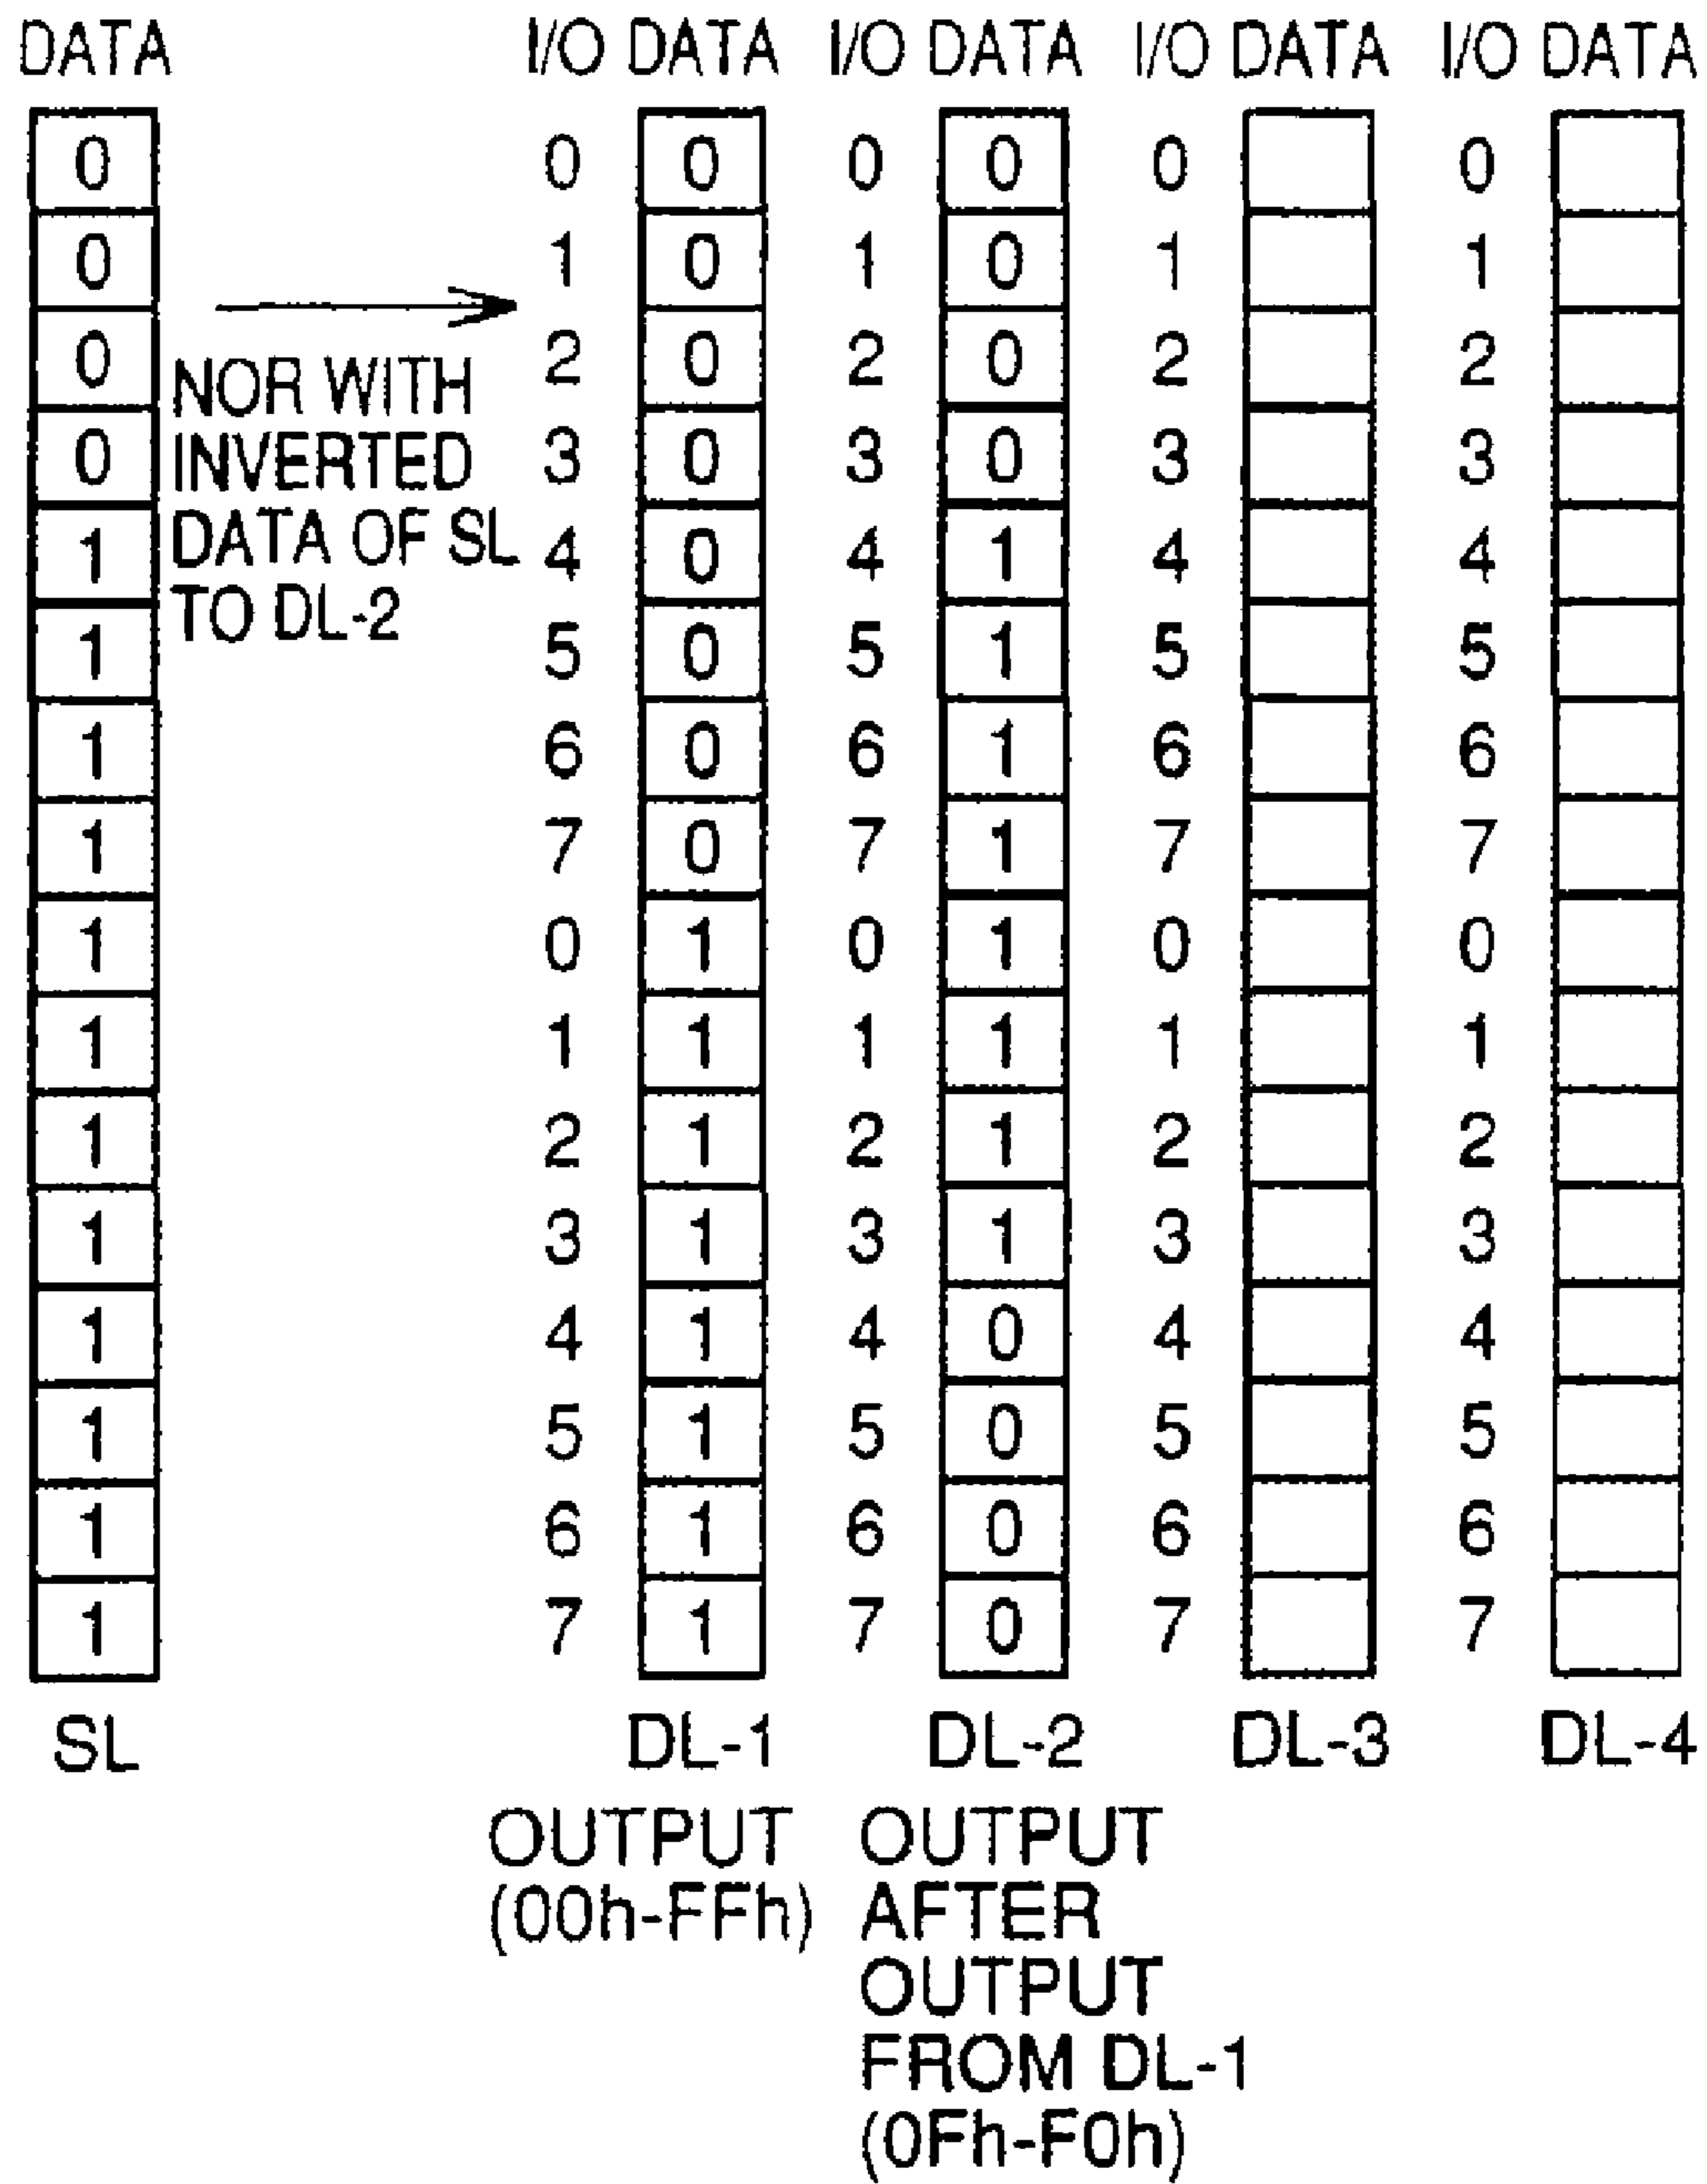 DATA I/O DATA I/O DATA I/O DATA I/O DATA
0 0 0 0 0 0 0
0 1 0 1 0 1 1
0 2 0 2 0 2 2
NOR WITH
0 3 0 3 0 3 3
INVERTED
1 4 0 4 1 4 4
DATA OF SL
1 5 0 5 1 5 5
TO DL-2
1 6 0 6 1 6 6
1 7 0 7 1 7 7
1 0 1 0 1 0 0
1 1 1 1 1 1 1
1 2 1 2 1 2 2
1 3 1 3 1 3 3
1 4 1 4 0 4 4
1 5 1 5 0 5 5
1 6 1 6 0 6 6
1 7 1 7 0 7 7
SL DL-1 DL-2 DL-3 DL-4
OUTPUT
(00h-FFh)
OUTPUT
AFTER
OUTPUT
FROM DL-1
(0Fh-F0h)